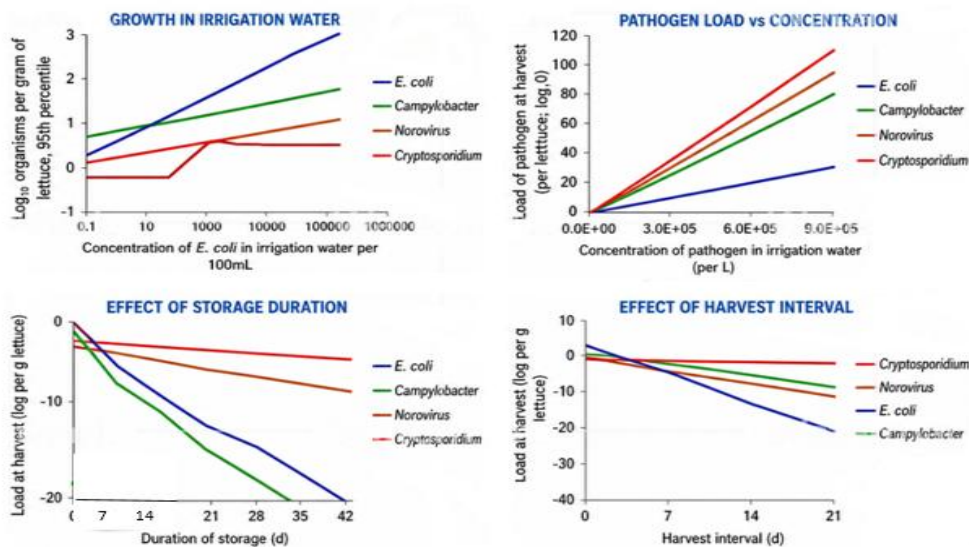 GROWTH IN IRRIGATION WATER
Log₁₀ organisms per gram of
lettuce, 95th percentile
3
2
1
0
-1
0.1
10
1000
100000
1000000
E. coli
Campylobacter
Norovirus
Cryptosporidium
Concentration of E. coli in irrigation water per
100mL
PATHOGEN LOAD vs CONCENTRATION
Load of pathogen at harvest
(per letttuce; log,0)
120
100
80
60
40
20
0
0.0E+00
3.0E+05
6.0E+05
9.0E+05
E. coli
Campylobacter
Norovirus
Cryptosporidium
Concentration of pathogen in irrigation water
(per L)
EFFECT OF STORAGE DURATION
Load at harvest (log per g lettuce)
0
-10
-20
7
14
21
28
35
42
E. coli
Campylobacter
Norovirus
Cryptosporidium
Duration of storage (d)
EFFECT OF HARVEST INTERVAL
Load at harvest (log per g
lettuce)
10
0
-10
-20
-30
-40
0
7
14
21
Cryptosporidium
Norovirus
E. coli
Campylobacter
Harvest interval (d)